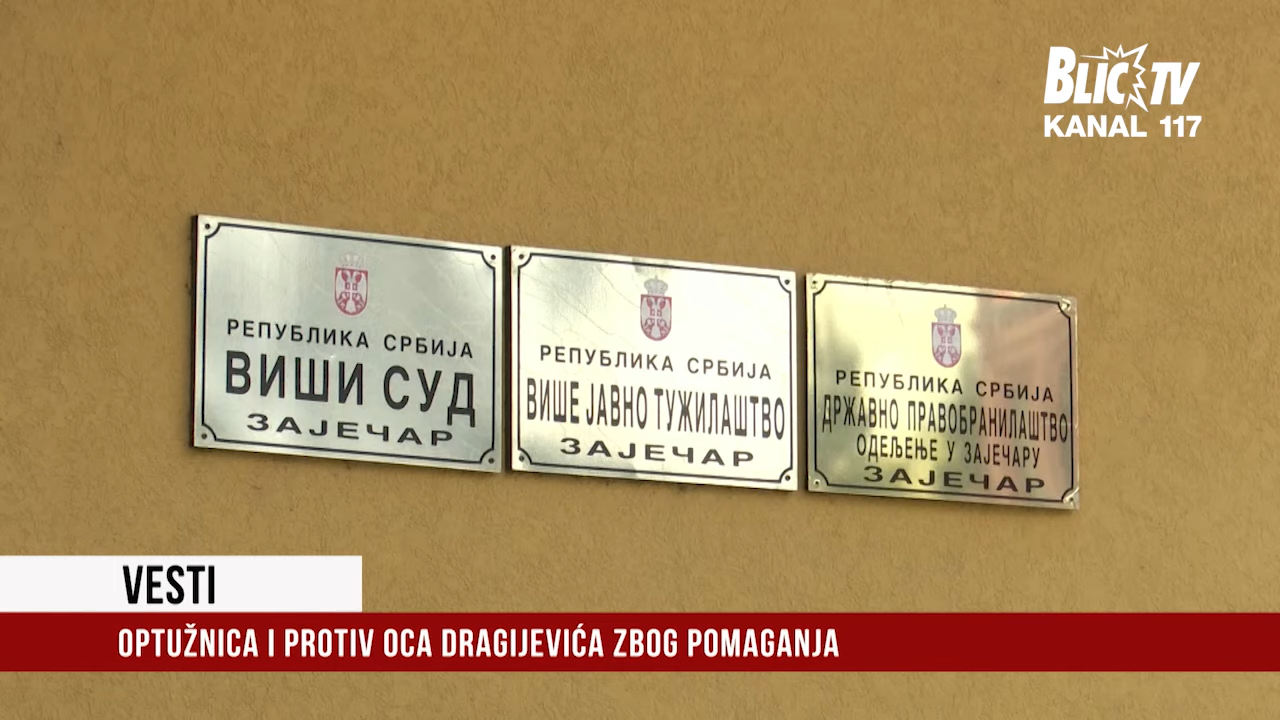 BLIC TV
KANAL 117
РЕПУБЛИКА СРБИЈА
ВИШИ СУД
ЗАЈЕЧАР
РЕПУБЛИКА СРБИЈА
ВИШЕ ЈАВНО ТУЖИЛАШТВО
ЗАЈЕЧАР
РЕПУБЛИКА СРБИЈА
ДРЖАВНО ПРАВОБРАНИЛАШТВО
ОДЕЉЕЊЕ У ЗАЈЕЧАРУ
ЗАЈЕЧАР
VESTI
OPTUŽNICA I PROTIV OCA DRAGIJEVIĆA ZBOG POMAGANJA